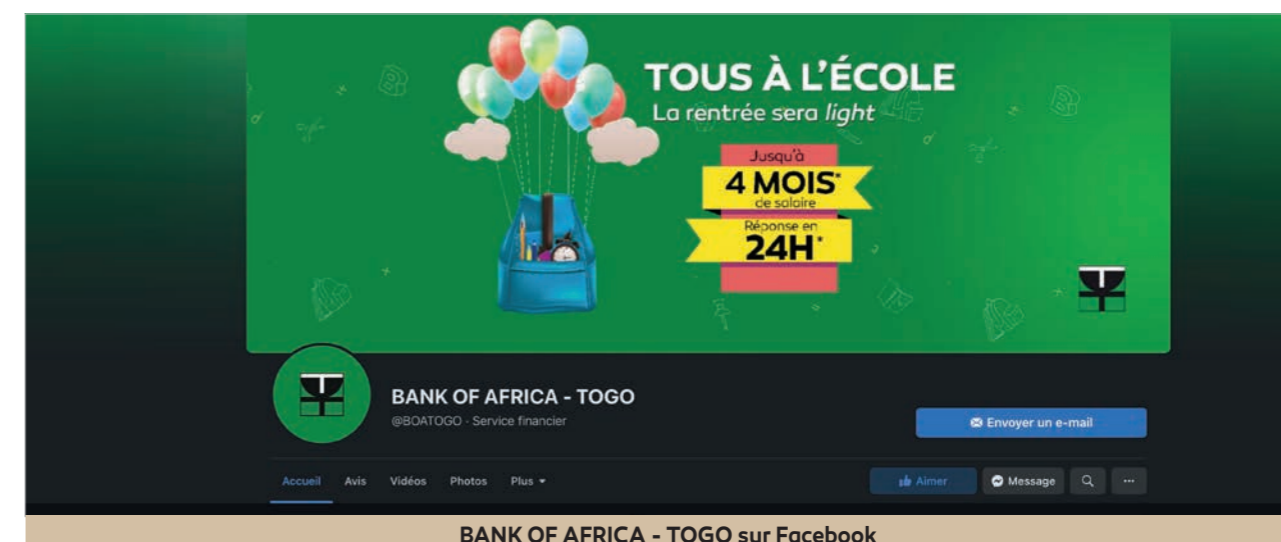 TOUS À L'ÉCOLE
La rentrée sera light
Jusqu'à
4 MOIS*
de salaire
Réponse en
24H*
BANK OF AFRICA - TOGO
@BOATOGO · Service financier
Envoyer un e-mail
Accueil Avis Vidéos Photos Plus
Aimer Message ...
BANK OF AFRICA - TOGO sur Facebook